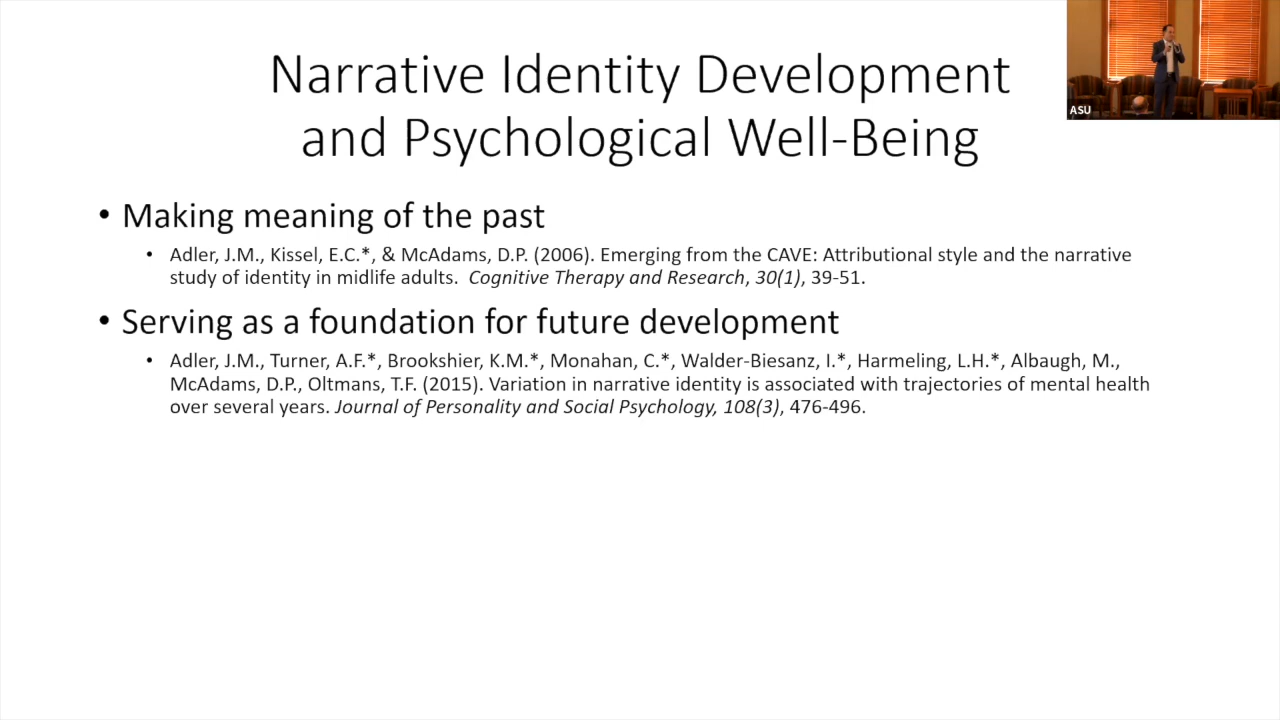 Narrative Identity Development
and Psychological Well-Being
ASU
• Making meaning of the past
• Adler, J.M., Kissel, E.C.*, & McAdams, D.P. (2006). Emerging from the CAVE: Attributional style and the narrative
study of identity in midlife adults. Cognitive Therapy and Research, 30(1), 39-51.
• Serving as a foundation for future development
• Adler, J.M., Turner, A.F.*, Brookshier, K.M.*, Monahan, C.*, Walder-Biesanz, I.*, Harmeling, L.H.*, Albaugh, M.,
McAdams, D.P., Oltmans, T.F. (2015). Variation in narrative identity is associated with trajectories of mental health
over several years. Journal of Personality and Social Psychology, 108(3), 476-496.